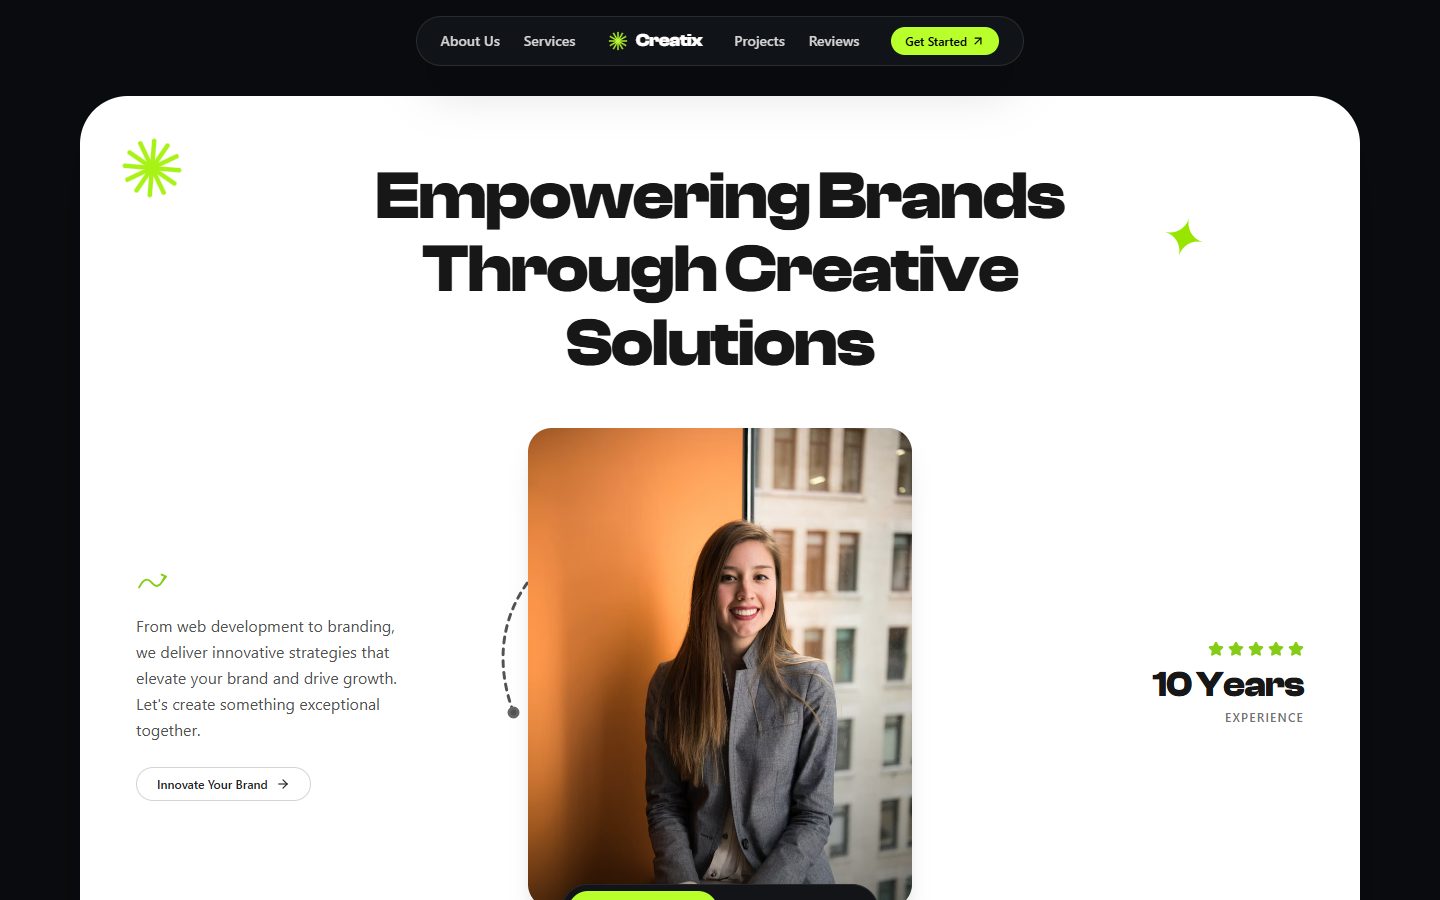 About Us
Services
Creatix
Projects
Reviews
Get Started
Empowering Brands
Through Creative
Solutions
From web development to branding,
we deliver innovative strategies that
elevate your brand and drive growth.
Let's create something exceptional
together.
Innovate Your Brand
10 Years
EXPERIENCE